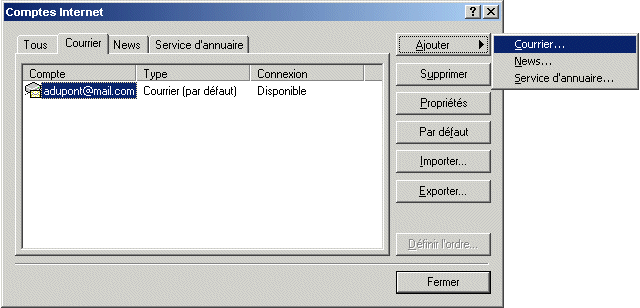 Comptes Internet
Tous Courrier News Service d'annuaire
Ajouter
Courrier...
News...
Service d'annuaire...
Compte Type Connexion
adupont@mail.com Courrier (par défaut) Disponible
Supprimer
Propriétés
Par défaut
Importer...
Exporter...
Définir l'ordre...
Fermer